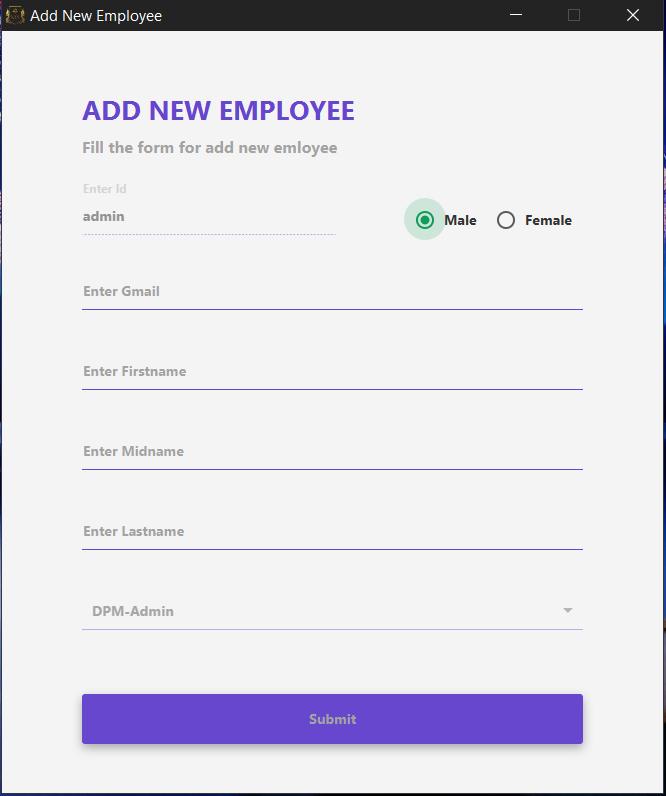 Add New Employee
ADD NEW EMPLOYEE
Fill the form for add new emloyee
Enter Id
admin
Male Female
Enter Gmail
Enter Firstname
Enter Midname
Enter Lastname
DPM-Admin
Submit